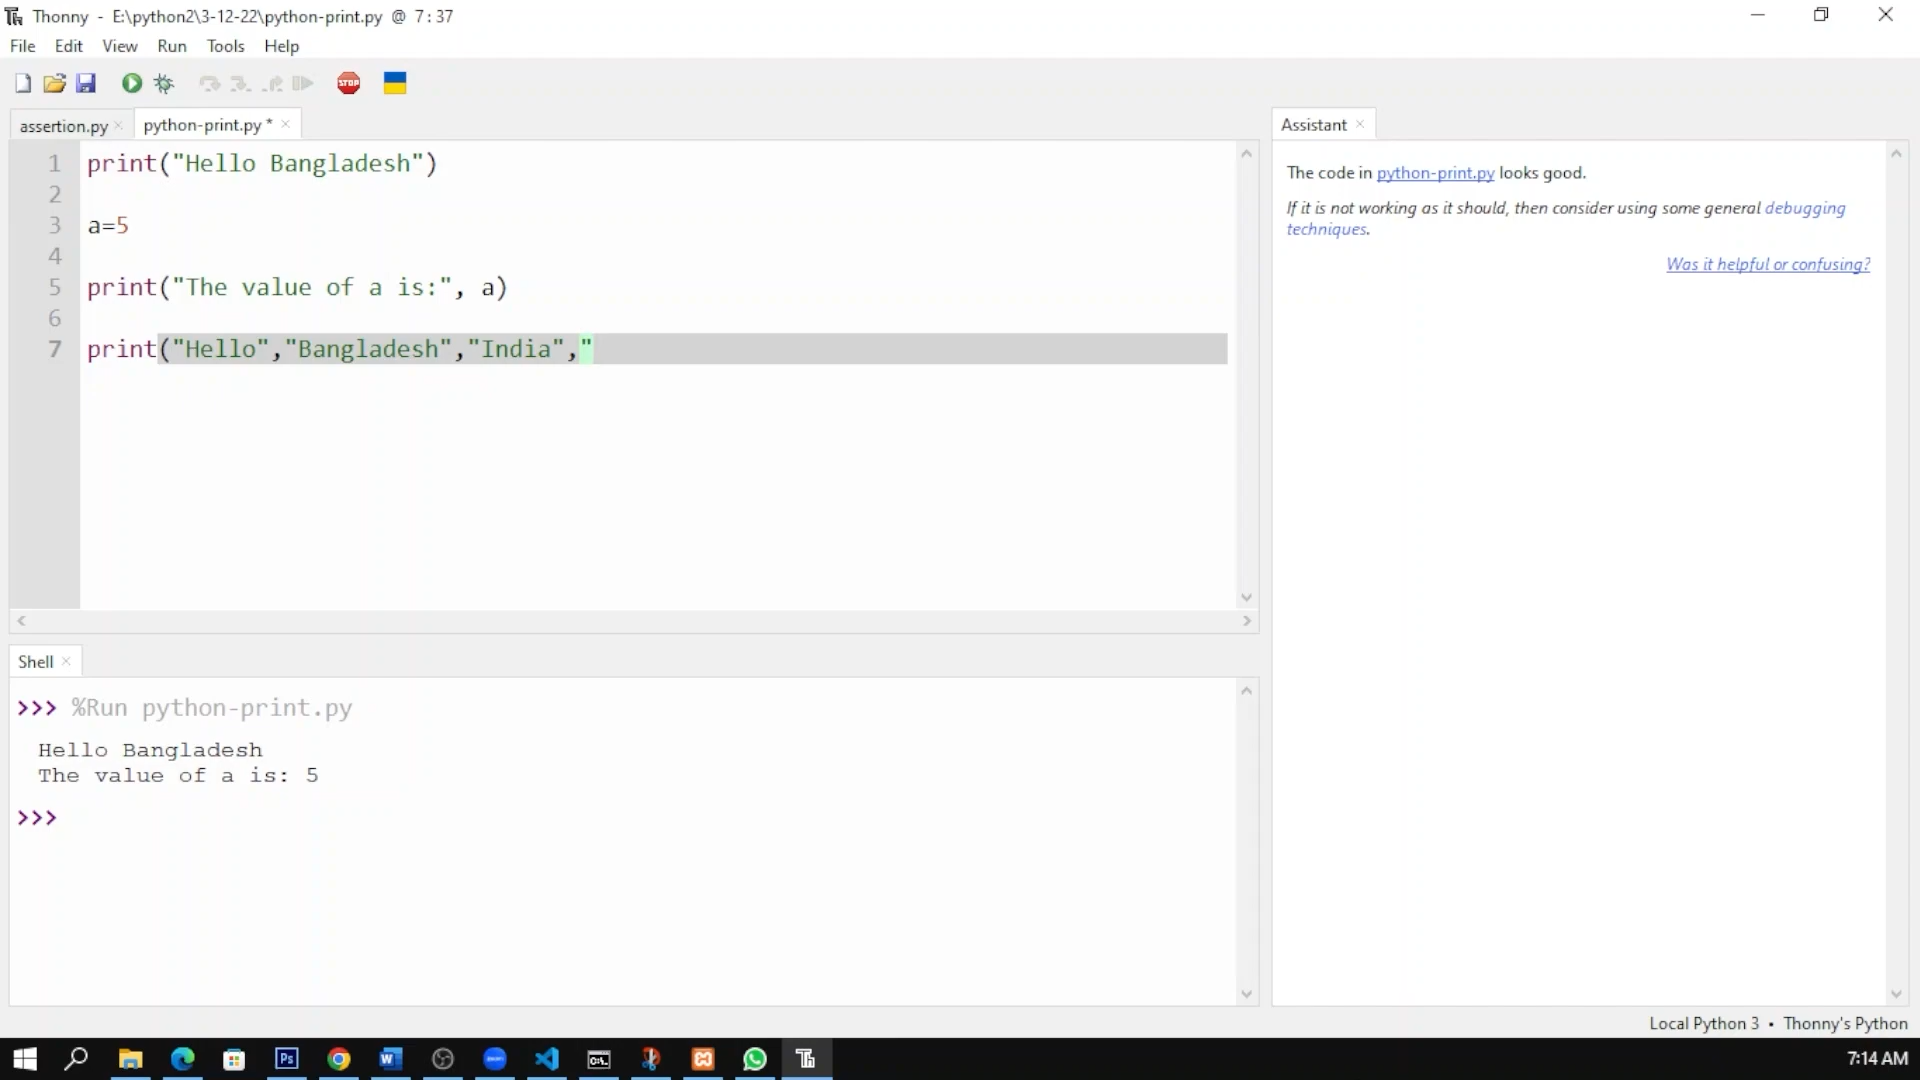 Thonny - E:\python2\3-12-22\python-print.py @ 7 : 37
File Edit View Run Tools Help
STOP
assertion.py × python-print.py * ×
1 print("Hello Bangladesh")
2
3 a=5
4
5 print("The value of a is:", a)
6
7 print("Hello","Bangladesh","India","
Shell ×
>>> %Run python-print.py
Hello Bangladesh
The value of a is: 5
>>>
Assistant ×
The code in python-print.py looks good.
If it is not working as it should, then consider using some general debugging
techniques.
Was it helpful or confusing?
Local Python 3 • Thonny's Python
7:14 AM